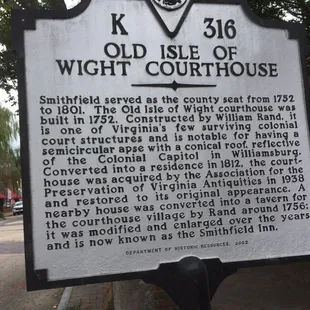 K 316
OLD ISLE OF
WIGHT COURTHOUSE
Smithfield served as the county seat from 1752
to 1801. The Old Isle of Wight courthouse was
built in 1752. Constructed by William Rand, it
is one of Virginia's few surviving colonial
court structures and is notable for having a
semicircular apse with a conical roof, reflective
of the Colonial Capitol in Williamsburg.
Converted into a residence in 1812, the court-
house was acquired by the Association for the
Preservation of Virginia Antiquities in 1938
and restored to its original appearance. A
nearby house was converted into a tavern for
the courthouse village by Rand around 1756;
it was modified and enlarged over the years
and is now known as the Smithfield Inn.
DEPARTMENT OF HISTORIC RESOURCES, 2002